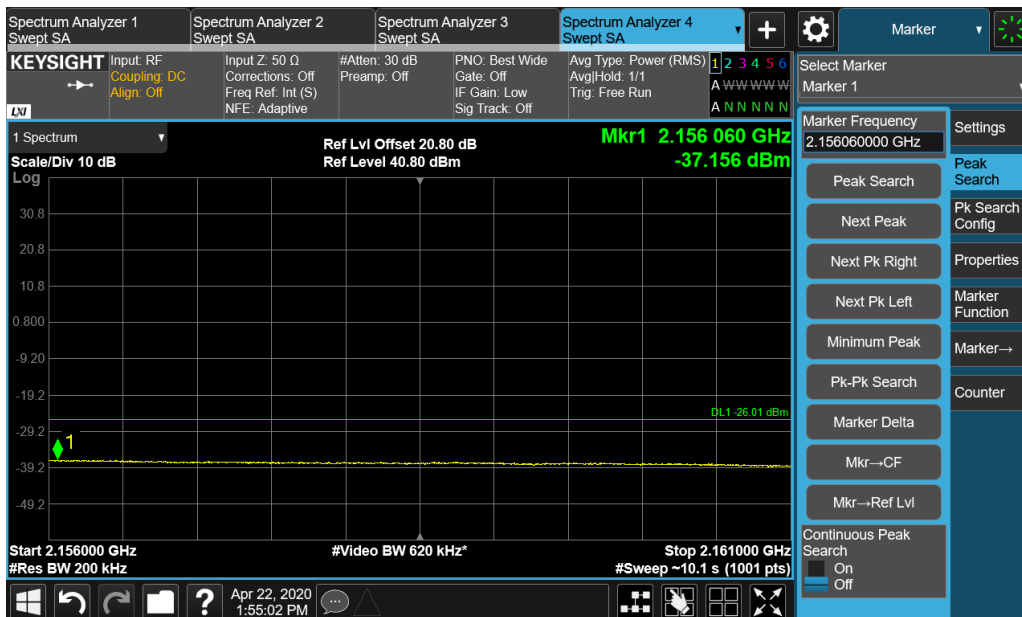 Spectrum Analyzer 1
Swept SA
Spectrum Analyzer 2
Swept SA
Spectrum Analyzer 3
Swept SA
Spectrum Analyzer 4
Swept SA
+
Marker
KEYSIGHT
LXI
Input: RF
Coupling: DC
Align: Off
Input Z: 50 Ω
Corrections: Off
Freq Ref: Int (S)
NFE: Adaptive
#Atten: 30 dB
Preamp: Off
PNO: Best Wide
Gate: Off
IF Gain: Low
Sig Track: Off
Avg Type: Power (RMS)
Avg|Hold: 1/1
Trig: Free Run
1 2 3 4 5 6
A W W W W W
A N N N N N
Select Marker
Marker 1
1 Spectrum
Scale/Div 10 dB
Log
Ref Lvl Offset 20.80 dB
Ref Level 40.80 dBm
Mkr1 2.156 060 GHz
-37.156 dBm
30.8
20.8
10.8
0.800
-9.20
-19.2
-29.2
-39.2
-49.2
DL1 -26.01 dBm
1
Start 2.156000 GHz
#Res BW 200 kHz
#Video BW 620 kHz*
Stop 2.161000 GHz
#Sweep ~10.1 s (1001 pts)
Marker Frequency
2.156060000 GHz
Peak Search
Next Peak
Next Pk Right
Next Pk Left
Minimum Peak
Pk-Pk Search
Marker Delta
Mkr→CF
Mkr→Ref Lvl
Continuous Peak
Search
On
Off
Settings
Peak
Search
Pk Search
Config
Properties
Marker
Function
Marker→
Counter
?
Apr 22, 2020
1:55:02 PM